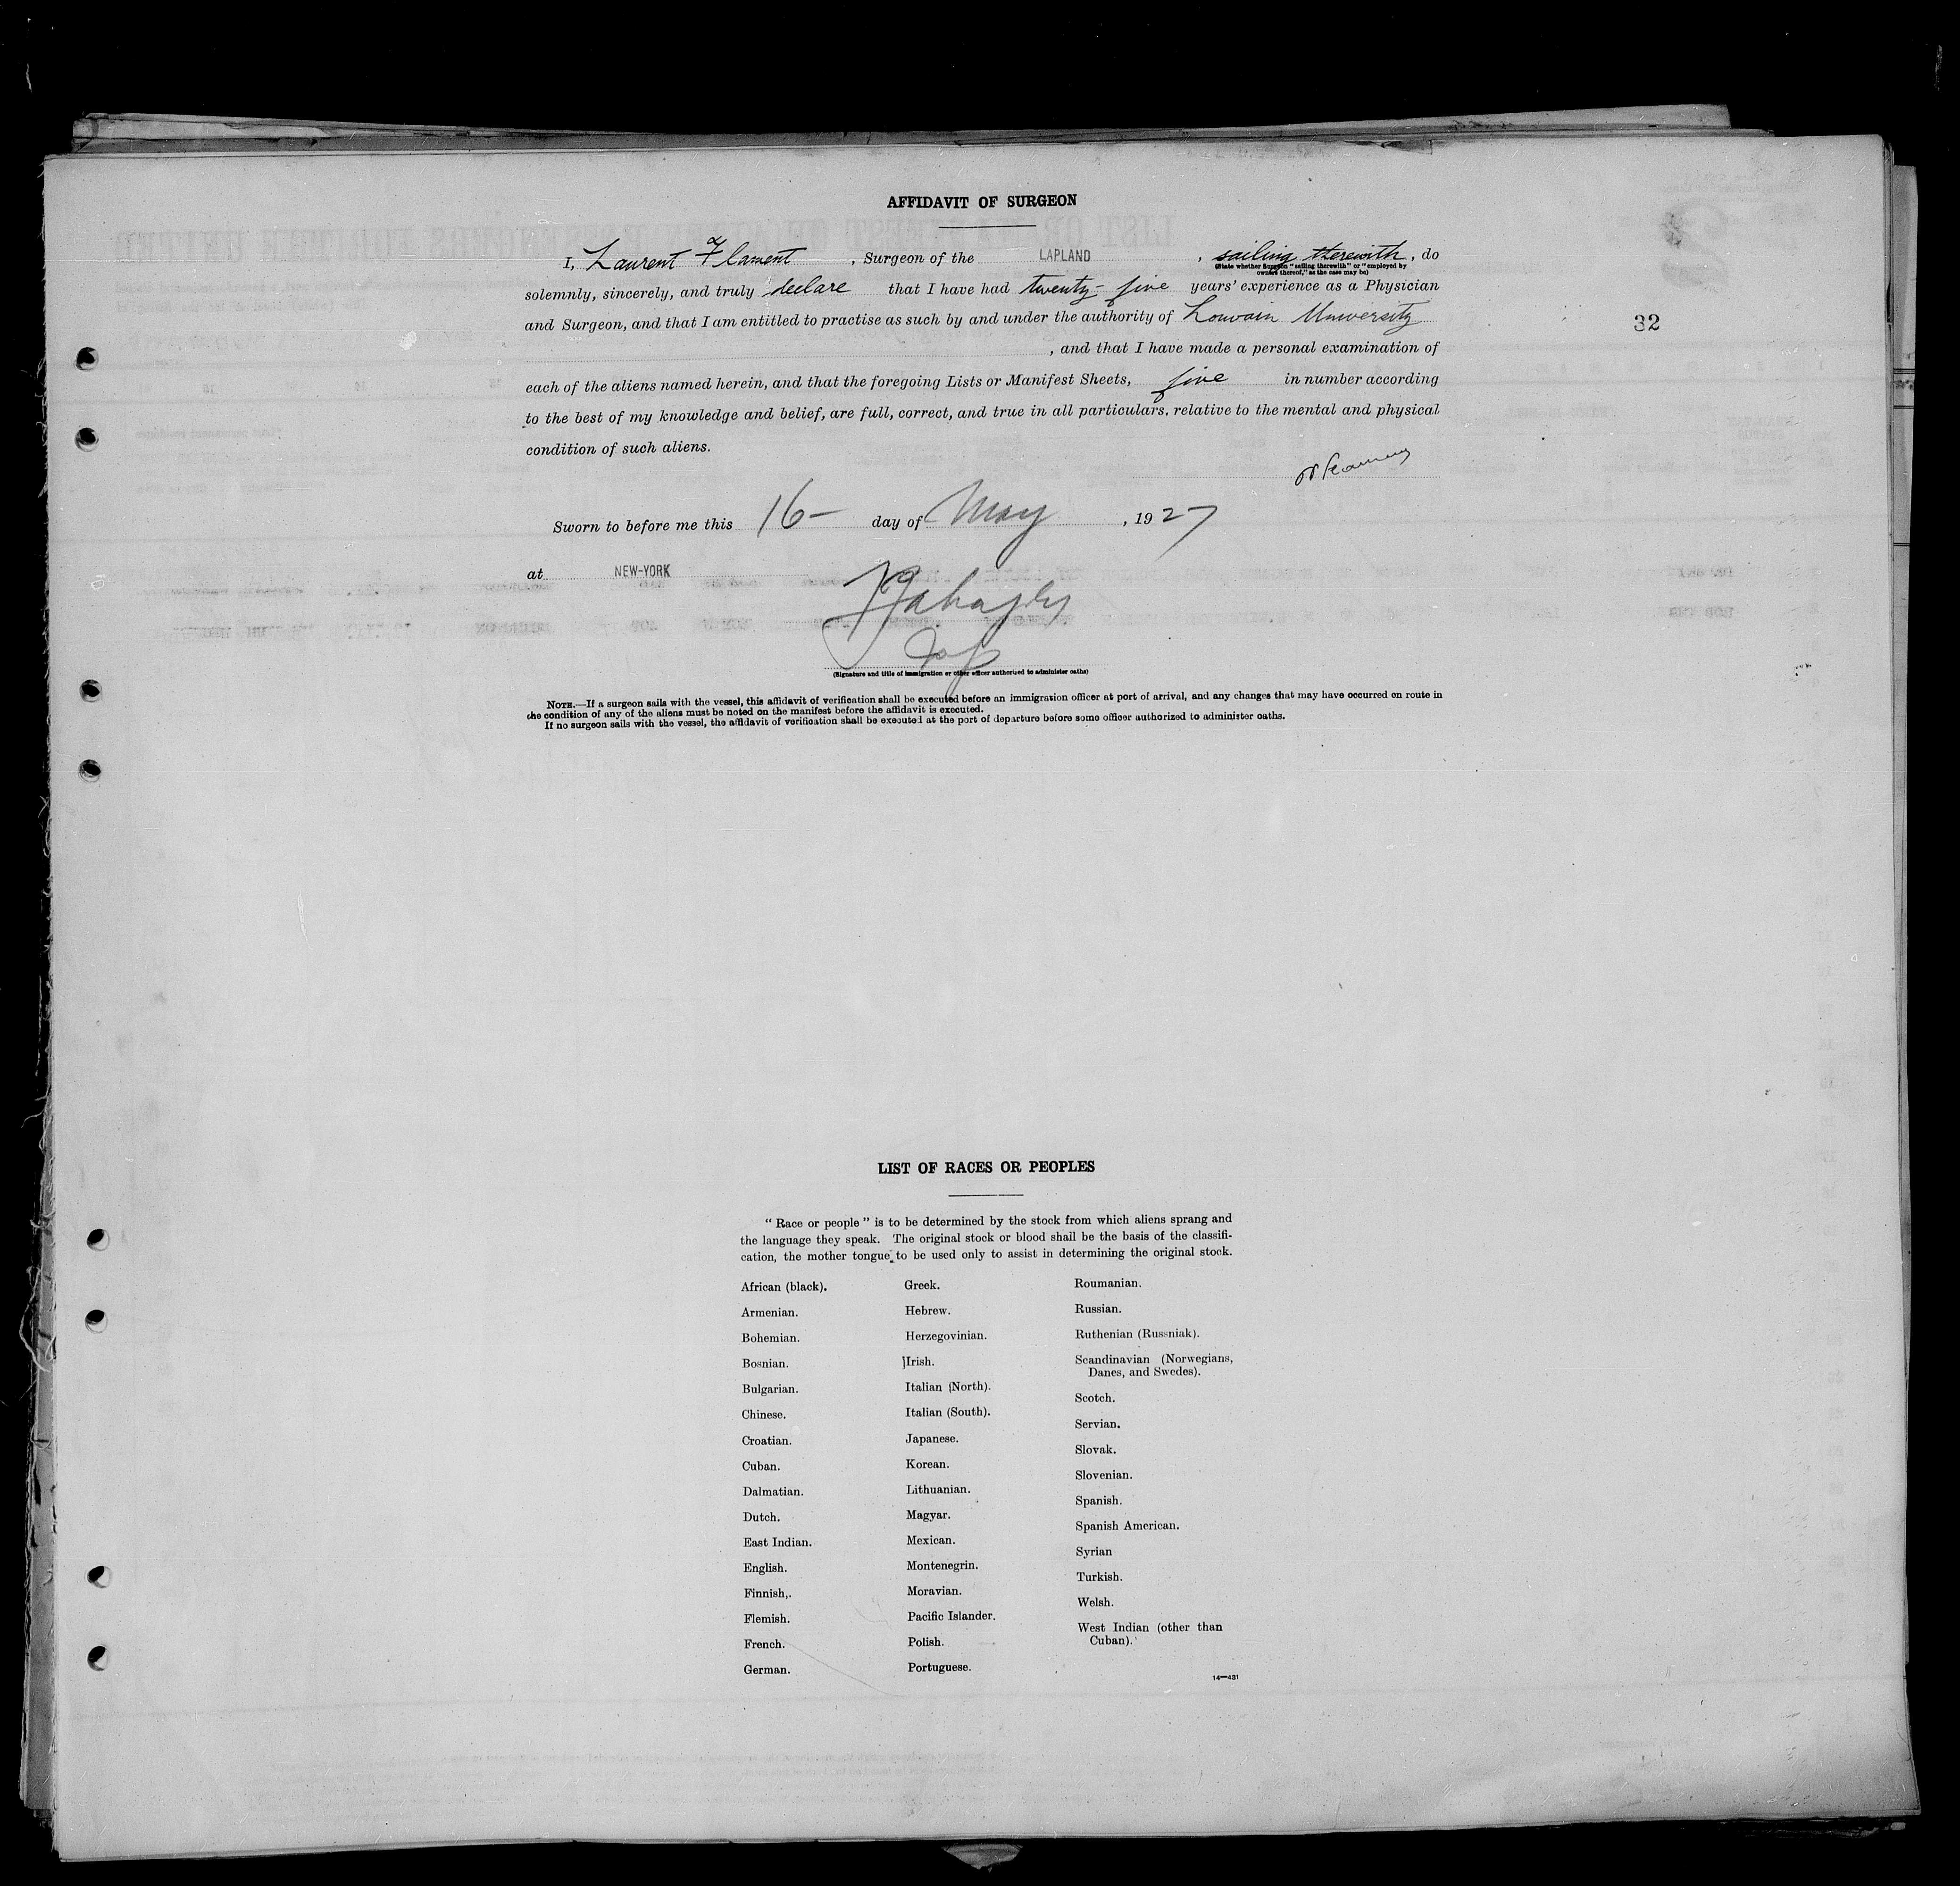 AFFIDAVIT OF SURGEON
I, Laurent Flament, Surgeon of the LAPLAND, sailing therewith, do
(State whether Surgeon "sailing therewith" or "employed by
owners thereof," as the case may be)
solemnly, sincerely, and truly declare that I have had twenty-five years' experience as a Physician
and Surgeon, and that I am entitled to practise as such by and under the authority of Louvain University
32
, and that I have made a personal examination of
each of the aliens named herein, and that the foregoing Lists or Manifest Sheets, five in number according
to the best of my knowledge and belief, are full, correct, and true in all particulars, relative to the mental and physical
condition of such aliens.
Sworn to before me this 16- day of May, 1927
at NEW-YORK
(Signature and title of immigration or other officer authorized to administer oaths)
NOTE.—If a surgeon sails with the vessel, this affidavit of verification shall be executed before an immigration officer at port of arrival, and any changes that may have occurred on route in
the condition of any of the aliens must be noted on the manifest before the affidavit is executed.
If no surgeon sails with the vessel, the affidavit of verification shall be executed at the port of departure before some officer authorized to administer oaths.
LIST OF RACES OR PEOPLES
"Race or people" is to be determined by the stock from which aliens sprang and
the language they speak. The original stock or blood shall be the basis of the classifi-
cation, the mother tongue to be used only to assist in determining the original stock.
African (black).
Armenian.
Bohemian.
Bosnian.
Bulgarian.
Chinese.
Croatian.
Cuban.
Dalmatian.
Dutch.
East Indian.
English.
Finnish,.
Flemish.
French.
German.
Greek.
Hebrew.
Herzegovinian.
Irish.
Italian (North).
Italian (South).
Japanese.
Korean.
Lithuanian.
Magyar.
Mexican.
Montenegrin.
Moravian.
Pacific Islander.
Polish.
Portuguese.
Roumanian.
Russian.
Ruthenian (Russniak).
Scandinavian (Norwegians,
Danes, and Swedes).
Scotch.
Servian.
Slovak.
Slovenian.
Spanish.
Spanish American.
Syrian
Turkish.
Welsh.
West Indian (other than
Cuban).
14—431